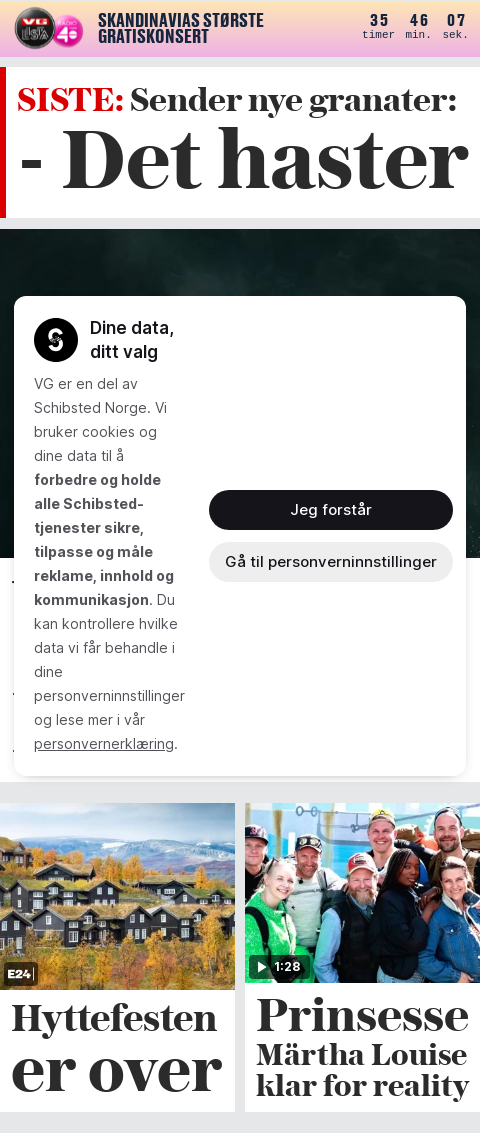 VG
Lista
RADIO
40
SKANDINAVIAS STØRSTE
GRATISKONSERT
35 46 07
timer min. sek.
SISTE: Sender nye granater:
- Det haster
Dine data,
ditt valg
VG er en del av
Schibsted Norge. Vi
bruker cookies og
dine data til å
forbedre og holde
alle Schibsted-
tjenester sikre,
tilpasse og måle
reklame, innhold og
kommunikasjon. Du
kan kontrollere hvilke
data vi får behandle i
dine
personverninnstillinger
og lese mer i vår
personvernerklæring.
Jeg forstår
Gå til personverninnstillinger
E24
Hyttefesten
er over
1:28
Prinsesse
Märtha Louise
klar for reality